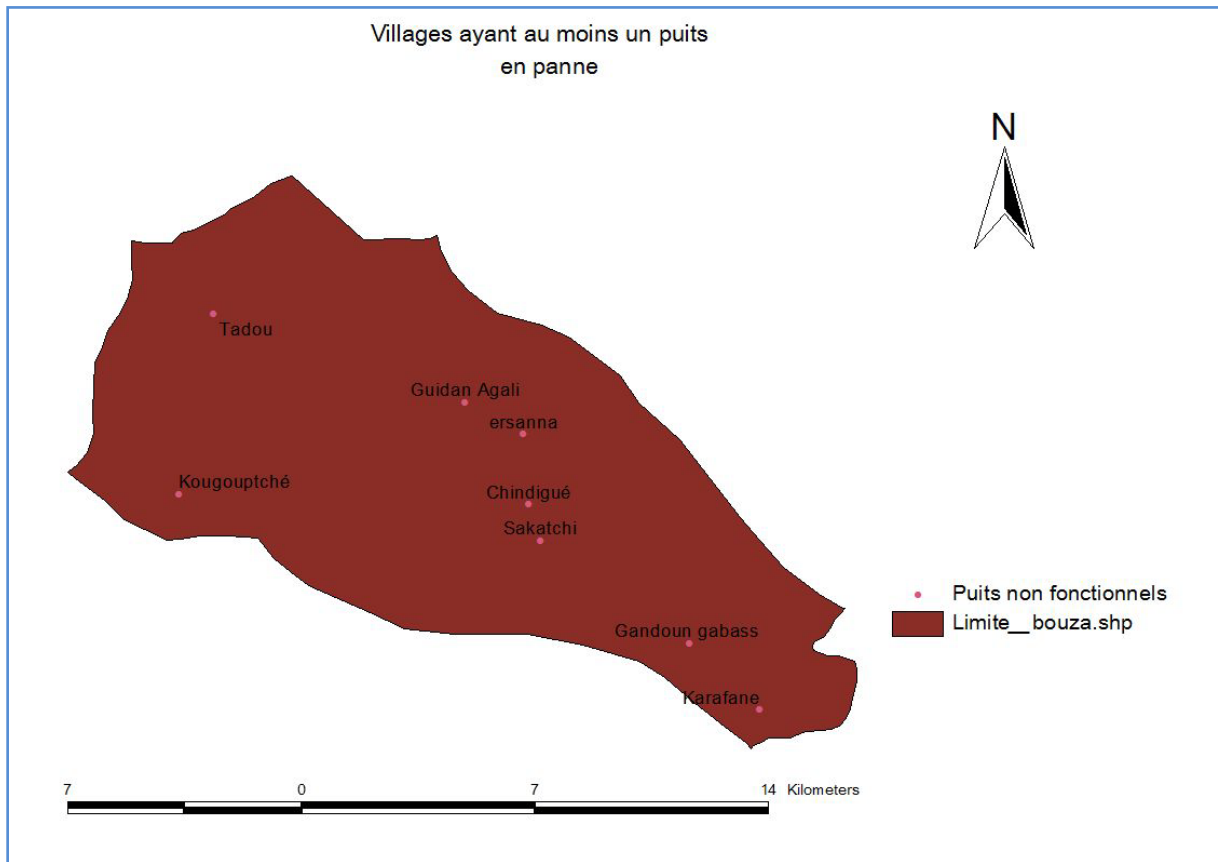 Villages ayant au moins un puits
en panne
N
Tadou
Guidan Agali
ersanna
Kougouptché
Chindigué
Sakatchi
Puits non fonctionnels
Limite__bouza.shp
Gandoun gabass
Karafane
7 0 7 14 Kilometers